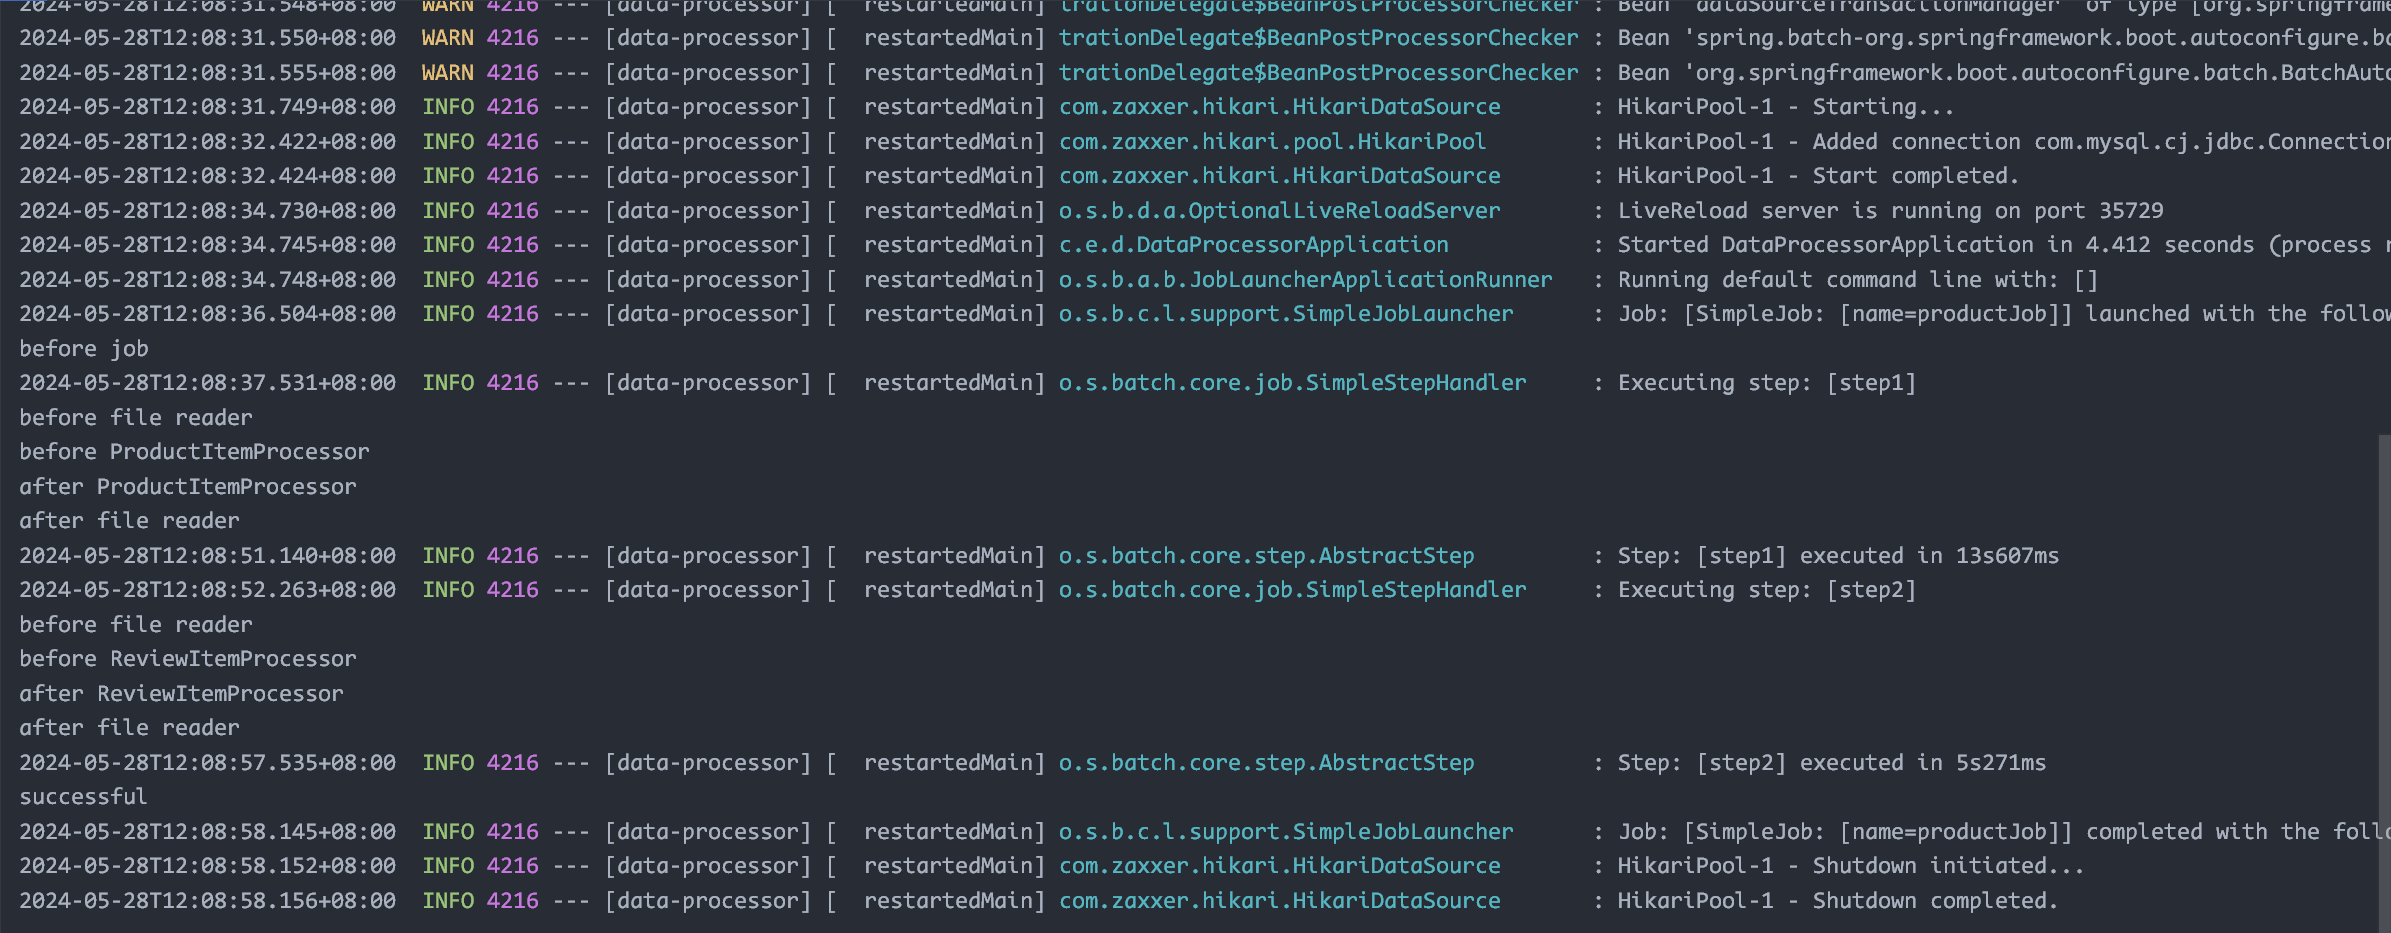 2024-05-28T12:08:31.548+08:00  WARN 4216 --- [data-processor] [  restartedMain] trationDelegate$BeanPostProcessorChecker : Bean 'dataSourceTransactionManager' of type [org.springframe
2024-05-28T12:08:31.550+08:00  WARN 4216 --- [data-processor] [  restartedMain] trationDelegate$BeanPostProcessorChecker : Bean 'spring.batch-org.springframework.boot.autoconfigure.ba
2024-05-28T12:08:31.555+08:00  WARN 4216 --- [data-processor] [  restartedMain] trationDelegate$BeanPostProcessorChecker : Bean 'org.springframework.boot.autoconfigure.batch.BatchAuto
2024-05-28T12:08:31.749+08:00  INFO 4216 --- [data-processor] [  restartedMain] com.zaxxer.hikari.HikariDataSource       : HikariPool-1 - Starting...
2024-05-28T12:08:32.422+08:00  INFO 4216 --- [data-processor] [  restartedMain] com.zaxxer.hikari.pool.HikariPool        : HikariPool-1 - Added connection com.mysql.cj.jdbc.Connection
2024-05-28T12:08:32.424+08:00  INFO 4216 --- [data-processor] [  restartedMain] com.zaxxer.hikari.HikariDataSource       : HikariPool-1 - Start completed.
2024-05-28T12:08:34.730+08:00  INFO 4216 --- [data-processor] [  restartedMain] o.s.b.d.a.OptionalLiveReloadServer       : LiveReload server is running on port 35729
2024-05-28T12:08:34.745+08:00  INFO 4216 --- [data-processor] [  restartedMain] c.e.d.DataProcessorApplication           : Started DataProcessorApplication in 4.412 seconds (process r
2024-05-28T12:08:34.748+08:00  INFO 4216 --- [data-processor] [  restartedMain] o.s.b.a.b.JobLauncherApplicationRunner   : Running default command line with: []
2024-05-28T12:08:36.504+08:00  INFO 4216 --- [data-processor] [  restartedMain] o.s.b.c.l.support.SimpleJobLauncher      : Job: [SimpleJob: [name=productJob]] launched with the follow
before job
2024-05-28T12:08:37.531+08:00  INFO 4216 --- [data-processor] [  restartedMain] o.s.batch.core.job.SimpleStepHandler     : Executing step: [step1]
before file reader
before ProductItemProcessor
after ProductItemProcessor
after file reader
2024-05-28T12:08:51.140+08:00  INFO 4216 --- [data-processor] [  restartedMain] o.s.batch.core.step.AbstractStep         : Step: [step1] executed in 13s607ms
2024-05-28T12:08:52.263+08:00  INFO 4216 --- [data-processor] [  restartedMain] o.s.batch.core.job.SimpleStepHandler     : Executing step: [step2]
before file reader
before ReviewItemProcessor
after ReviewItemProcessor
after file reader
2024-05-28T12:08:57.535+08:00  INFO 4216 --- [data-processor] [  restartedMain] o.s.batch.core.step.AbstractStep         : Step: [step2] executed in 5s271ms
successful
2024-05-28T12:08:58.145+08:00  INFO 4216 --- [data-processor] [  restartedMain] o.s.b.c.l.support.SimpleJobLauncher      : Job: [SimpleJob: [name=productJob]] completed with the follo
2024-05-28T12:08:58.152+08:00  INFO 4216 --- [data-processor] [  restartedMain] com.zaxxer.hikari.HikariDataSource       : HikariPool-1 - Shutdown initiated...
2024-05-28T12:08:58.156+08:00  INFO 4216 --- [data-processor] [  restartedMain] com.zaxxer.hikari.HikariDataSource       : HikariPool-1 - Shutdown completed.